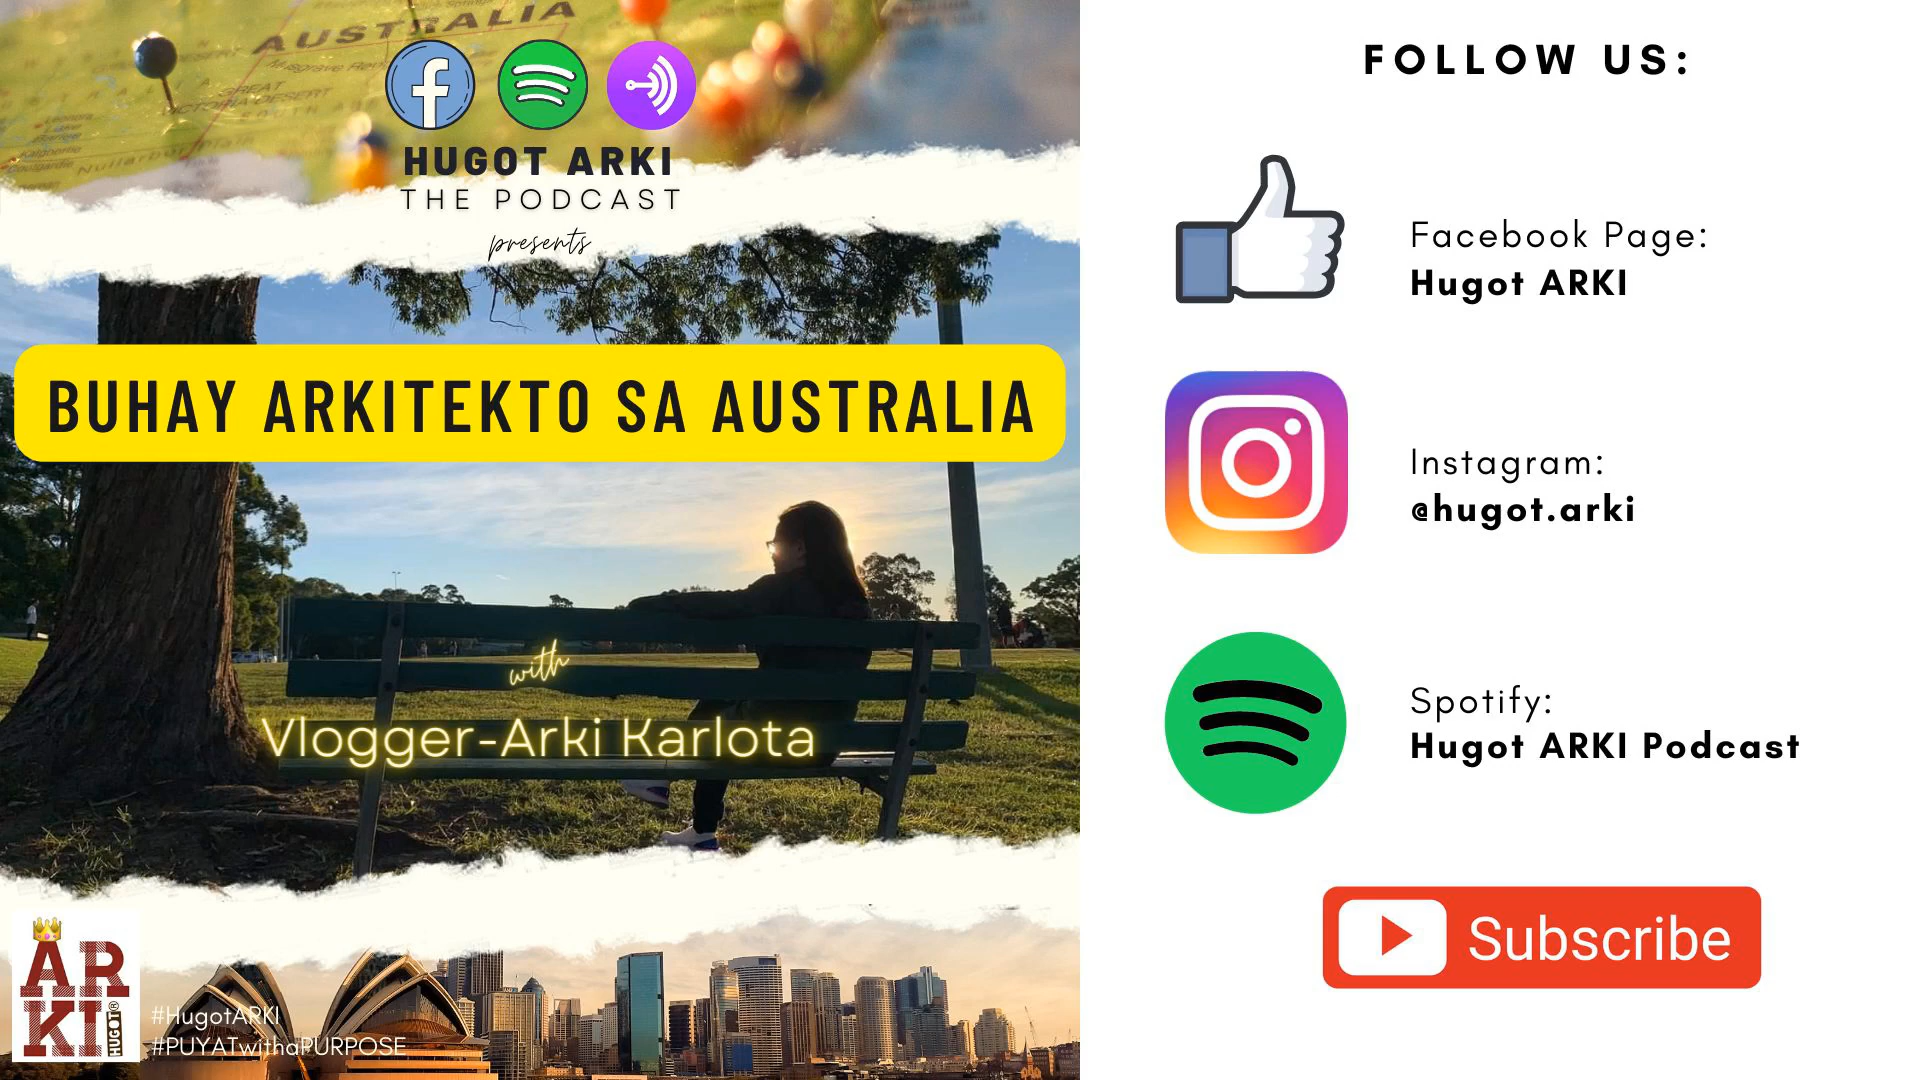 AUSTRALIA
HUGOT ARKI
THE PODCAST
presents
BUHAY ARKITEKTO SA AUSTRALIA
with
Vlogger-Arki Karlota
ARKI
HUGOT®
#HugotARKI
#PUYATwithaPURPOSE
FOLLOW US:
Facebook Page:
Hugot ARKI
Instagram:
@hugot.arki
Spotify:
Hugot ARKI Podcast
Subscribe